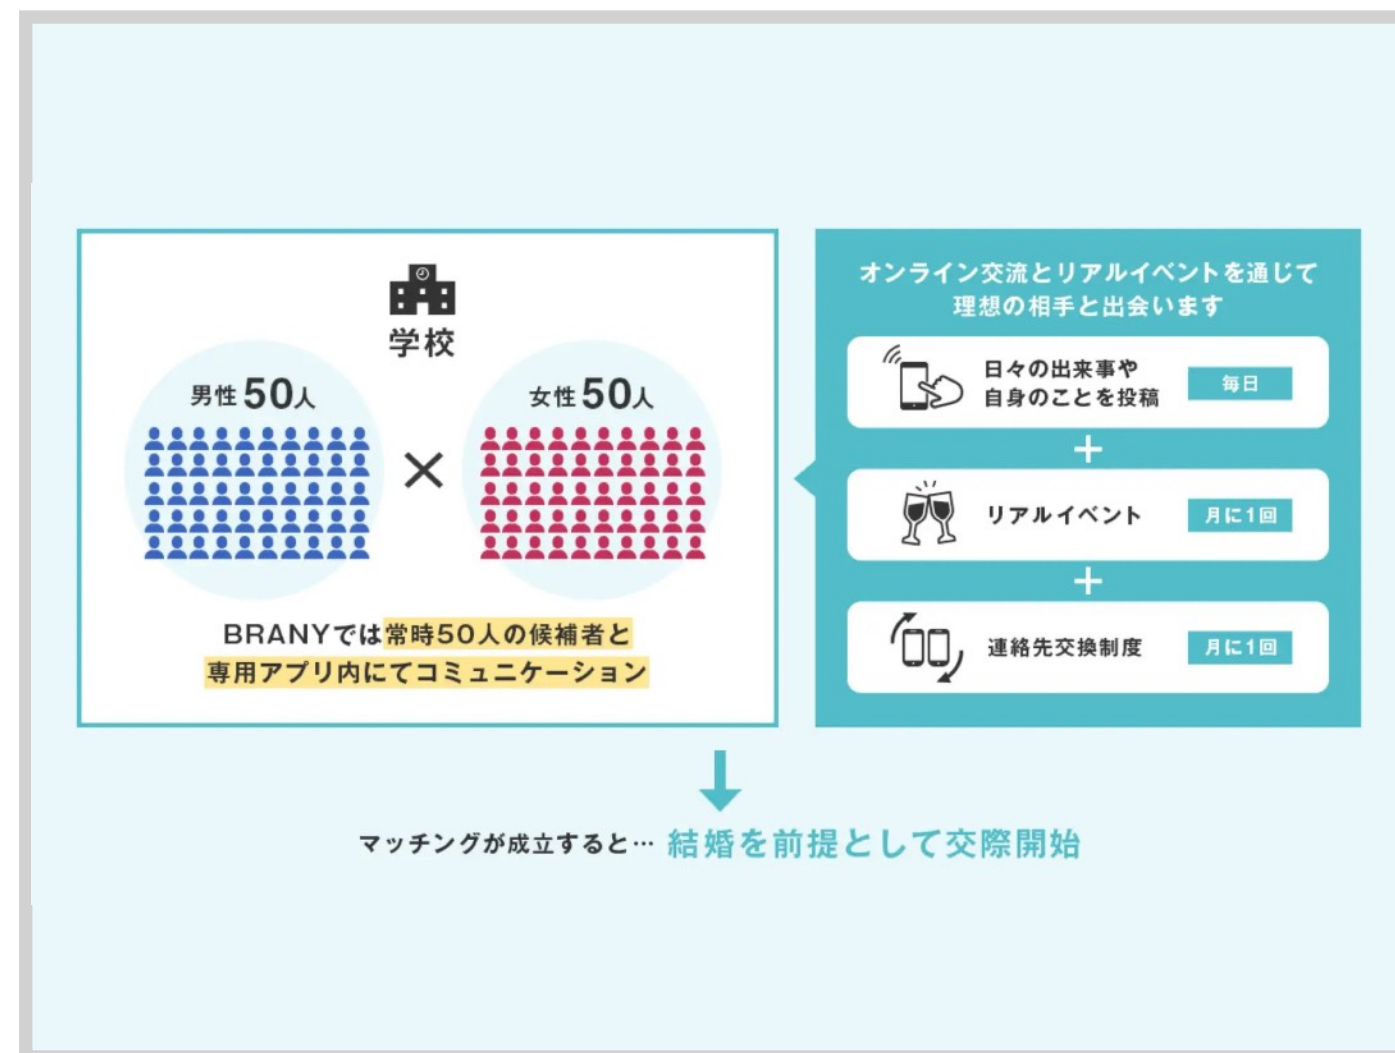 学校
男性50人
女性50人
×
BRANYでは常時50人の候補者と
専用アプリ内にてコミュニケーション
オンライン交流とリアルイベントを通じて
理想の相手と出会います
日々の出来事や
自身のことを投稿
毎日
+
リアルイベント
月に1回
+
連絡先交換制度
月に1回
マッチングが成立すると… 結婚を前提として交際開始